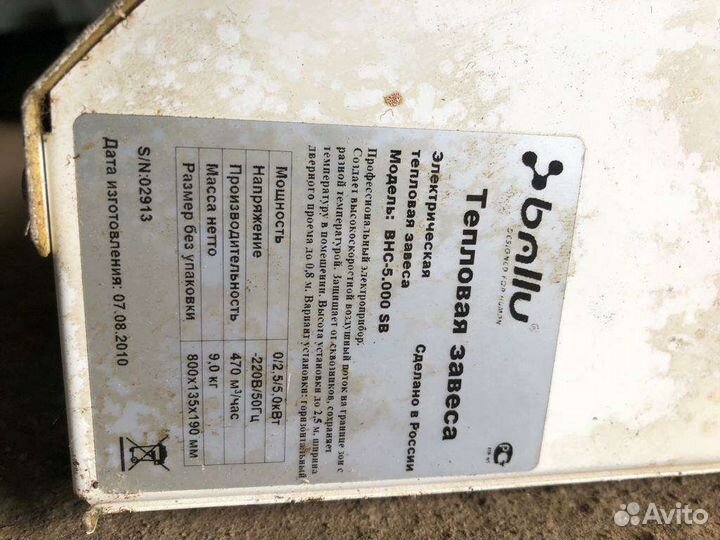 ballu®
DESIGNED FOR HUMAN
Тепловая завеса
Электрическая
тепловая завеса
Модель: BHC-5.000 SB
Сделано в России
Профессиональный электроприбор.
Создает высокоскоростной воздушный поток на границе зон с
разной температурой. Защищает от сквозняков, сохраняет
температуру в помещении. Высота установки до 2,5 м. ширина
дверного проема до 0,8 м. Вариант установки: горизонтальный
Мощность 0/2,5/5,0кВт
Напряжение ~220В/50Гц
Производительность 470 м³/час
Масса нетто 9,0 кг
Размер без упаковки 800x135x190 мм
S/N:02913
Дата изготовления: 07.08.2010
Avito